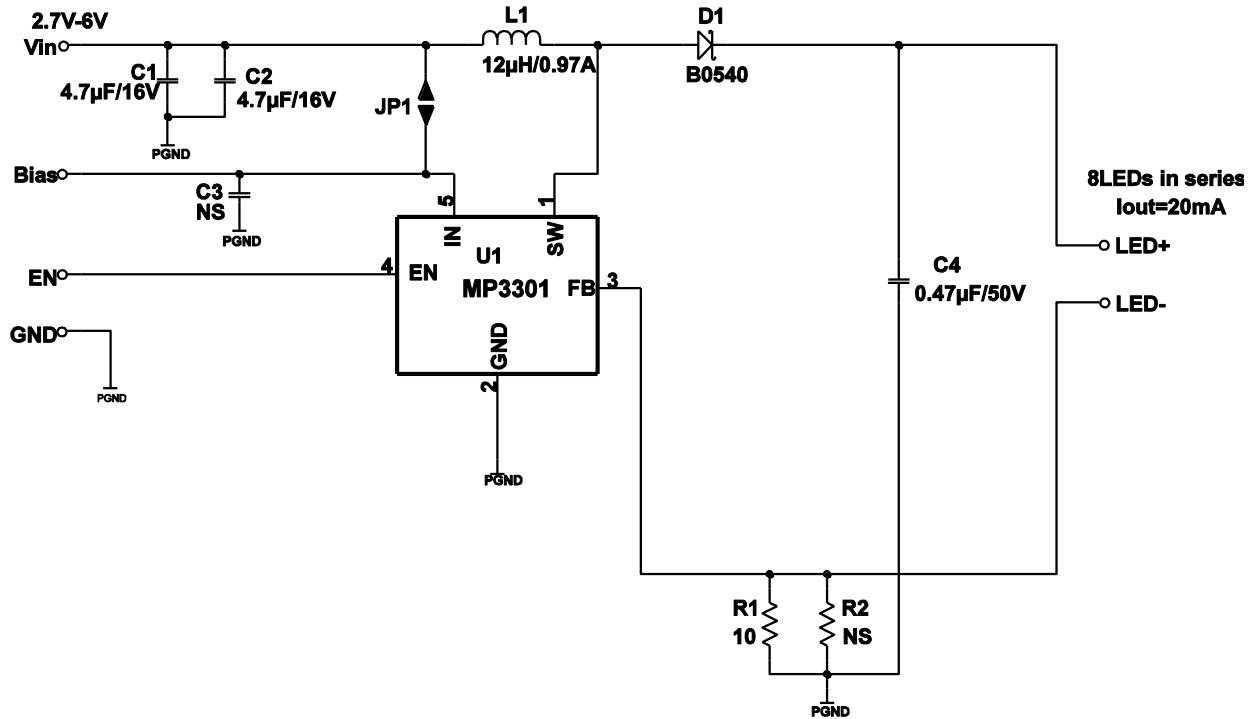 2.7V-6V
Vin
L1
12µH/0.97A
D1
B0540
C1
4.7µF/16V
C2
4.7µF/16V
JP1
PGND
Bias
C3
NS
PGND
5
1
IN
SW
U1
MP3301
4
EN
FB
3
EN
GND
2
GND
PGND
PGND
8LEDs in series
Iout=20mA
LED+
LED-
C4
0.47µF/50V
R1
10
R2
NS
PGND